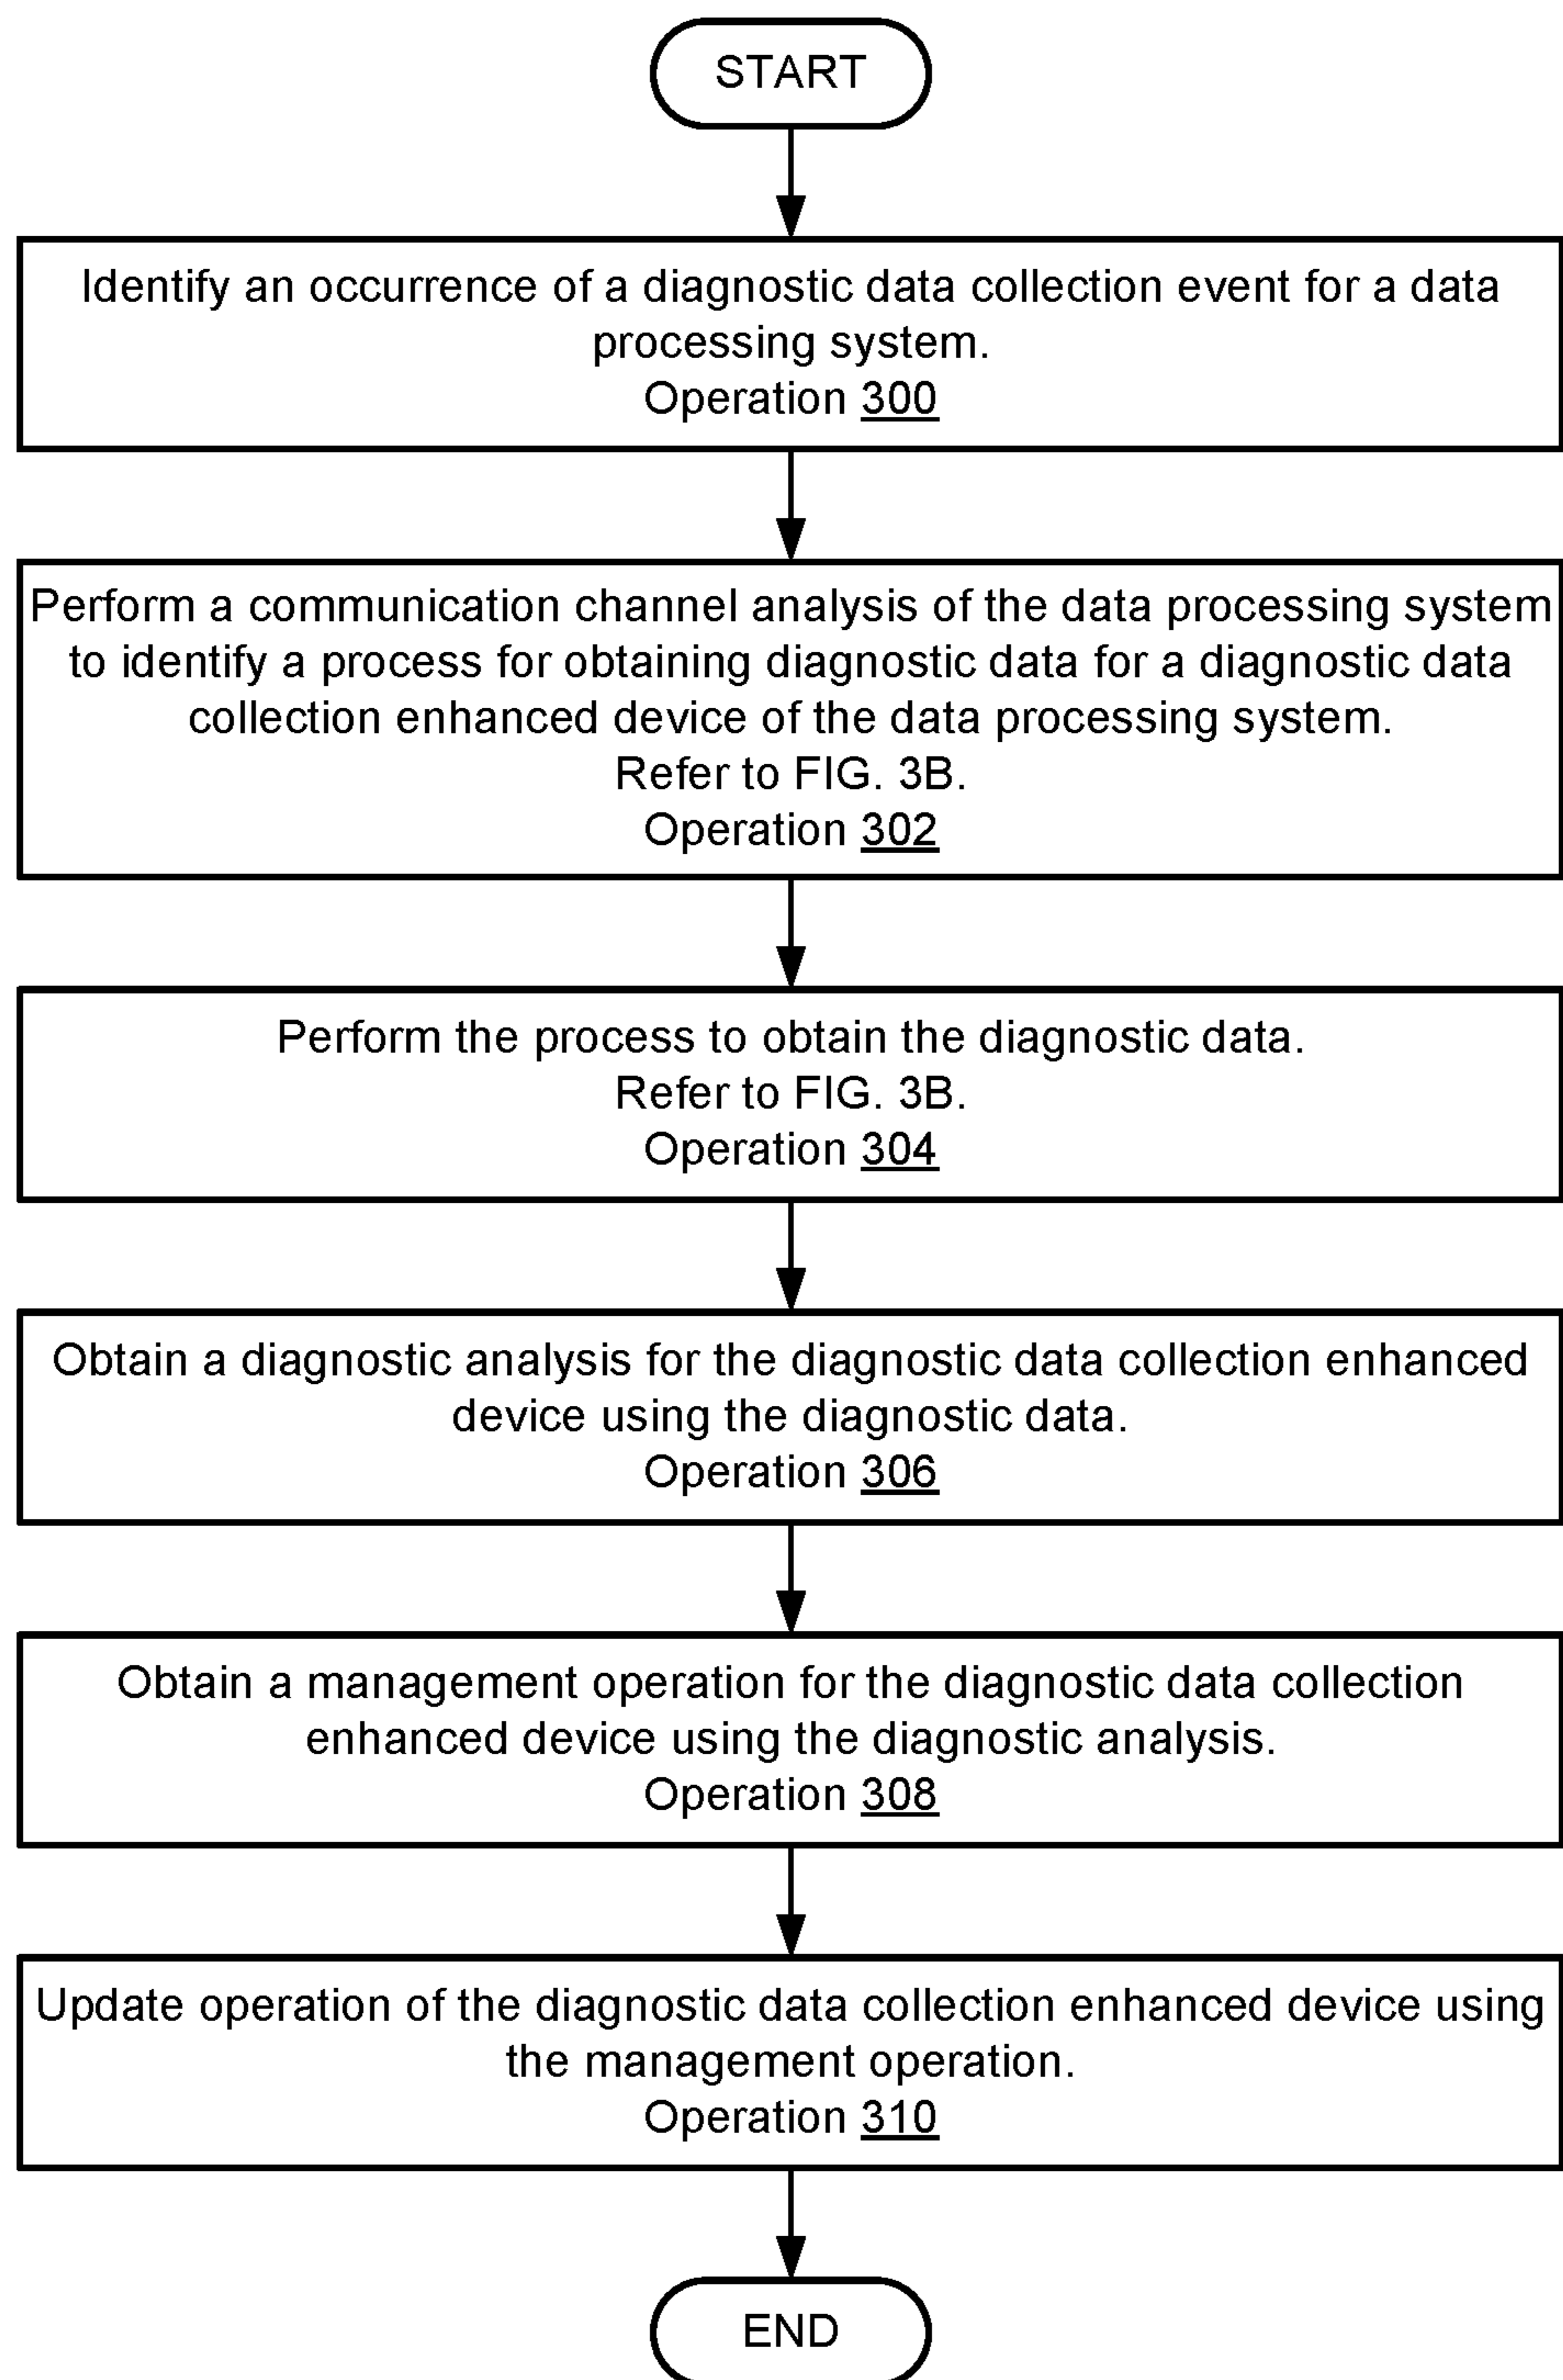 START
Identify an occurrence of a diagnostic data collection event for a data
processing system.
Operation 300
Perform a communication channel analysis of the data processing system
to identify a process for obtaining diagnostic data for a diagnostic data
collection enhanced device of the data processing system.
Refer to FIG. 3B.
Operation 302
Perform the process to obtain the diagnostic data.
Refer to FIG. 3B.
Operation 304
Obtain a diagnostic analysis for the diagnostic data collection enhanced
device using the diagnostic data.
Operation 306
Obtain a management operation for the diagnostic data collection
enhanced device using the diagnostic analysis.
Operation 308
Update operation of the diagnostic data collection enhanced device using
the management operation.
Operation 310
END